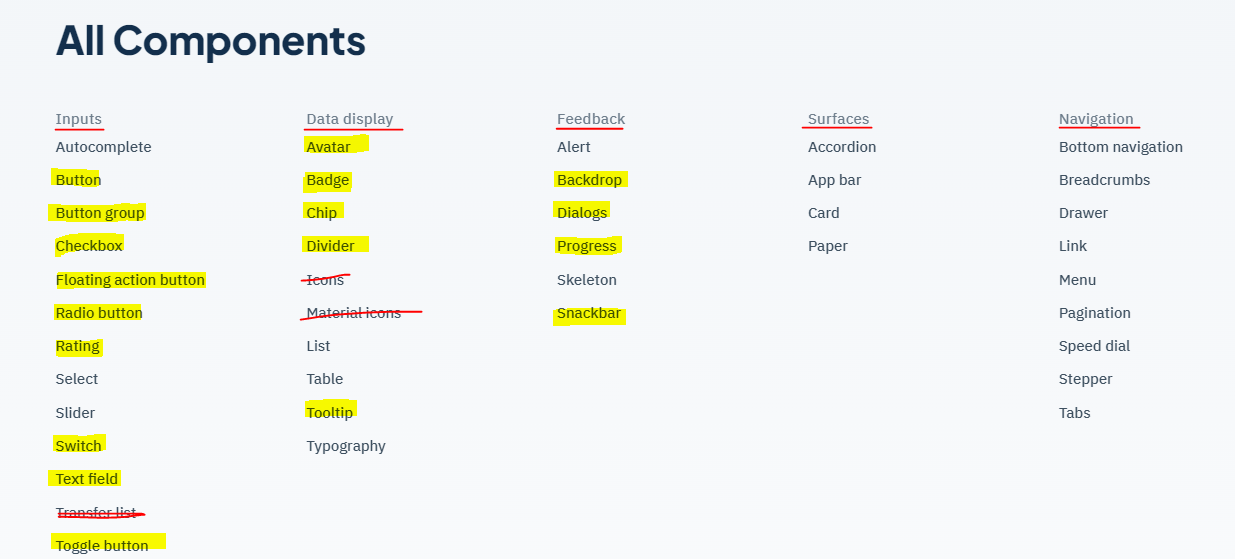 All Components
Inputs
Autocomplete
Button
Button group
Checkbox
Floating action button
Radio button
Rating
Select
Slider
Switch
Text field
Transfer list
Toggle button
Data display
Avatar
Badge
Chip
Divider
Icons
Material icons
List
Table
Tooltip
Typography
Feedback
Alert
Backdrop
Dialogs
Progress
Skeleton
Snackbar
Surfaces
Accordion
App bar
Card
Paper
Navigation
Bottom navigation
Breadcrumbs
Drawer
Link
Menu
Pagination
Speed dial
Stepper
Tabs